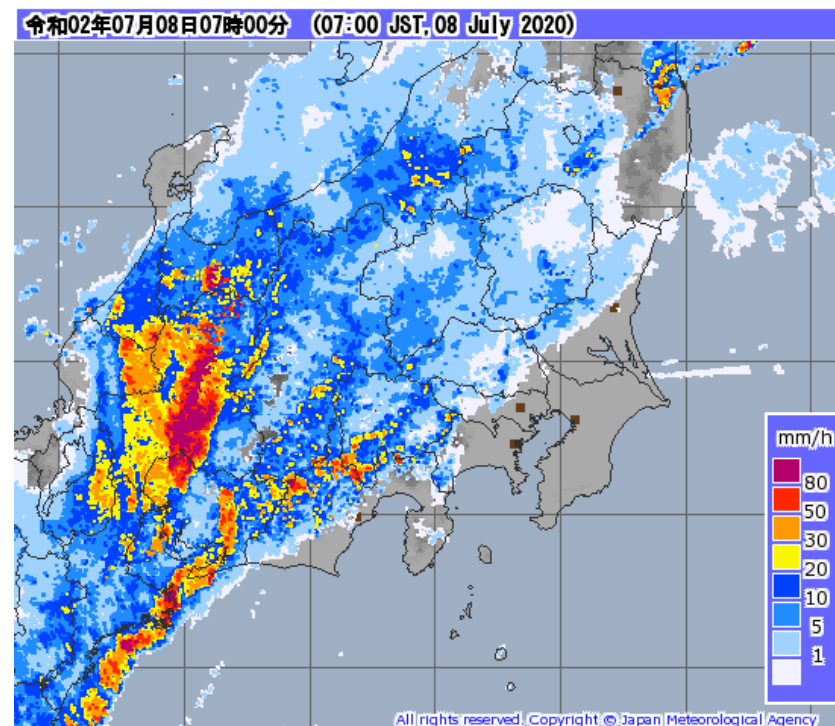 令和02年07月08日07時00分 (07:00 JST, 08 July 2020)
mm/h
80
50
30
20
10
5
1
All rights reserved. Copyright © Japan Meteorological Agency